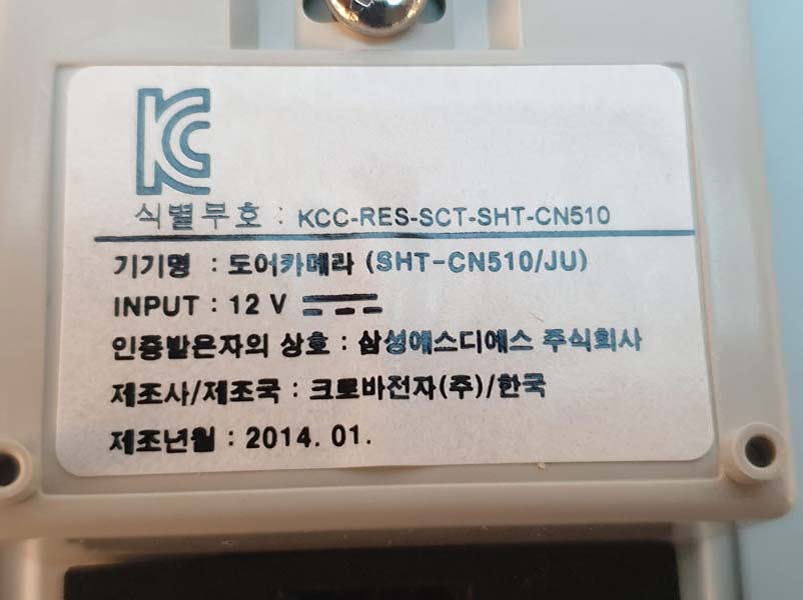 KC
식별부호 : KCC-RES-SCT-SHT-CN510
기기명 : 도어카메라 (SHT-CN510/JU)
INPUT : 12 V ⎓
인증받은자의 상호 : 삼성에스디에스 주식회사
제조사/제조국 : 크로바전자(주)/한국
제조년월 : 2014. 01.